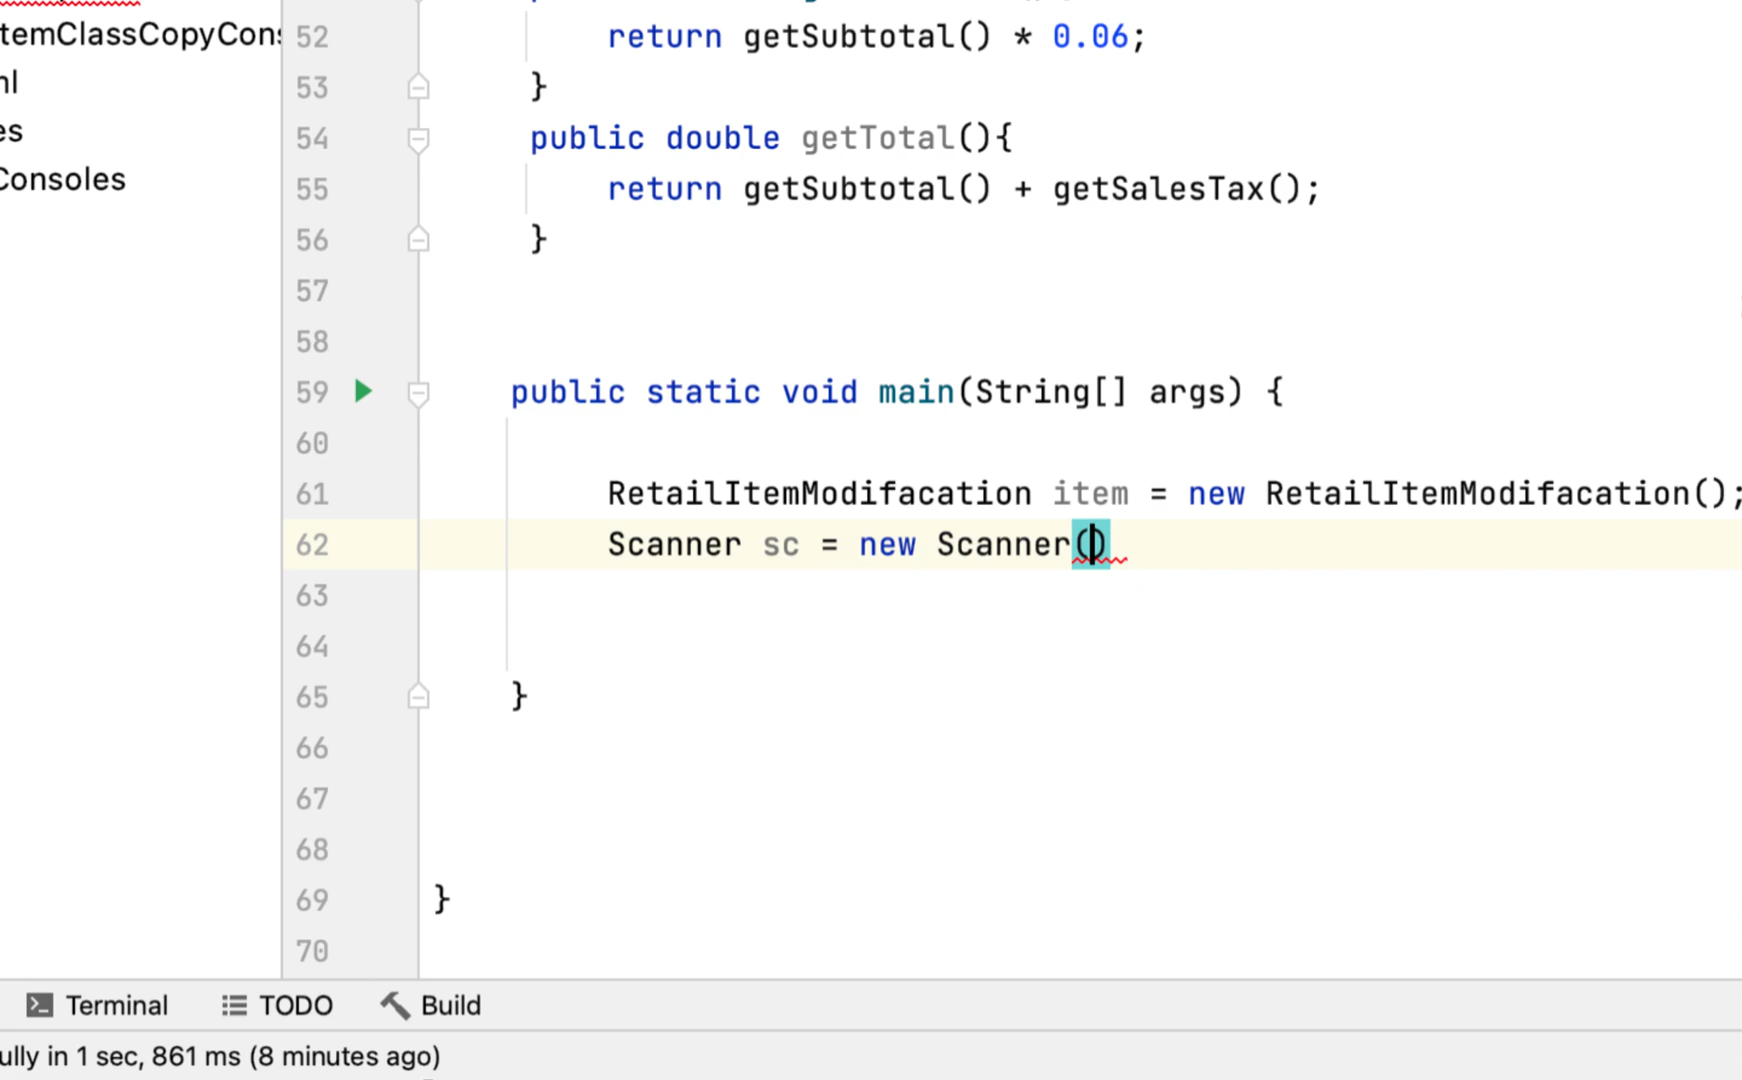 temClassCopyCons
52 return getSubtotal() * 0.06;
ml
53 }
es
54 public double getTotal(){
Consoles
55 return getSubtotal() + getSalesTax();
56 }
57
58
59 public static void main(String[] args) {
60
61 RetailItemModifacation item = new RetailItemModifacation();
62 Scanner sc = new Scanner()
63
64
65 }
66
67
68
69 }
70
Terminal TODO Build
ully in 1 sec, 861 ms (8 minutes ago)